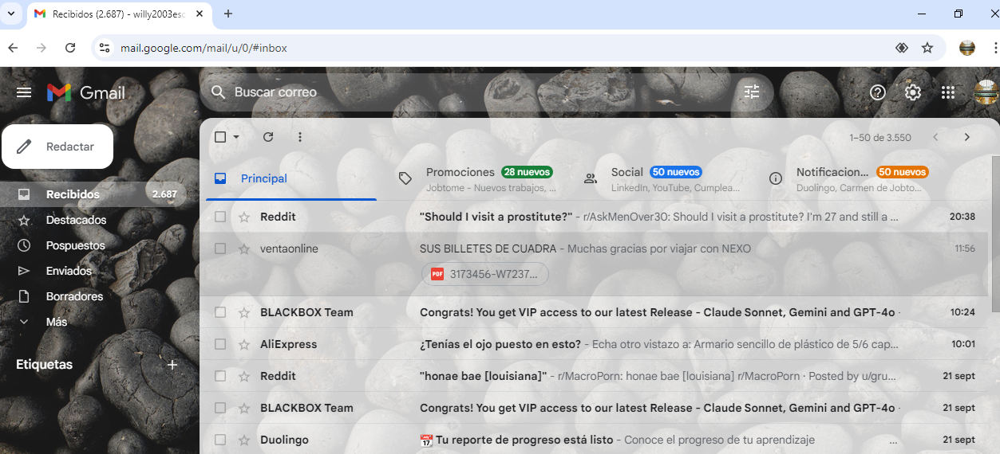 Recibidos (2.687) - willy2003esc
mail.google.com/mail/u/0/#inbox
Gmail
Buscar correo
Redactar
1–50 de 3.550
Principal
Promociones 28 nuevos
Jobtome - Nuevos trabajos, ...
Social 50 nuevos
LinkedIn, YouTube, Cumplea...
Notificacion... 50 nuevos
Duolingo, Carmen de Jobto...
Recibidos 2.687
Destacados
Pospuestos
Enviados
Borradores
Más
Etiquetas
Reddit "Should I visit a prostitute?" - r/AskMenOver30: Should I visit a prostitute? I'm 27 and still a ... 20:38
ventaonline SUS BILLETES DE CUADRA - Muchas gracias por viajar con NEXO 11:56
PDF 3173456-W7237...
BLACKBOX Team Congrats! You get VIP access to our latest Release - Claude Sonnet, Gemini and GPT-4o - 10:24
AliExpress ¿Tenías el ojo puesto en esto? - Echa otro vistazo a: Armario sencillo de plástico de 5/6 cap... 10:01
Reddit "honae bae [louisiana]" - r/MacroPorn: honae bae [louisiana] r/MacroPorn · Posted by u/gru... 21 sept
BLACKBOX Team Congrats! You get VIP access to our latest Release - Claude Sonnet, Gemini and GPT-4o - 21 sept
Duolingo 📅 Tu reporte de progreso está listo - Conoce el progreso de tu aprendizaje ... 21 sept